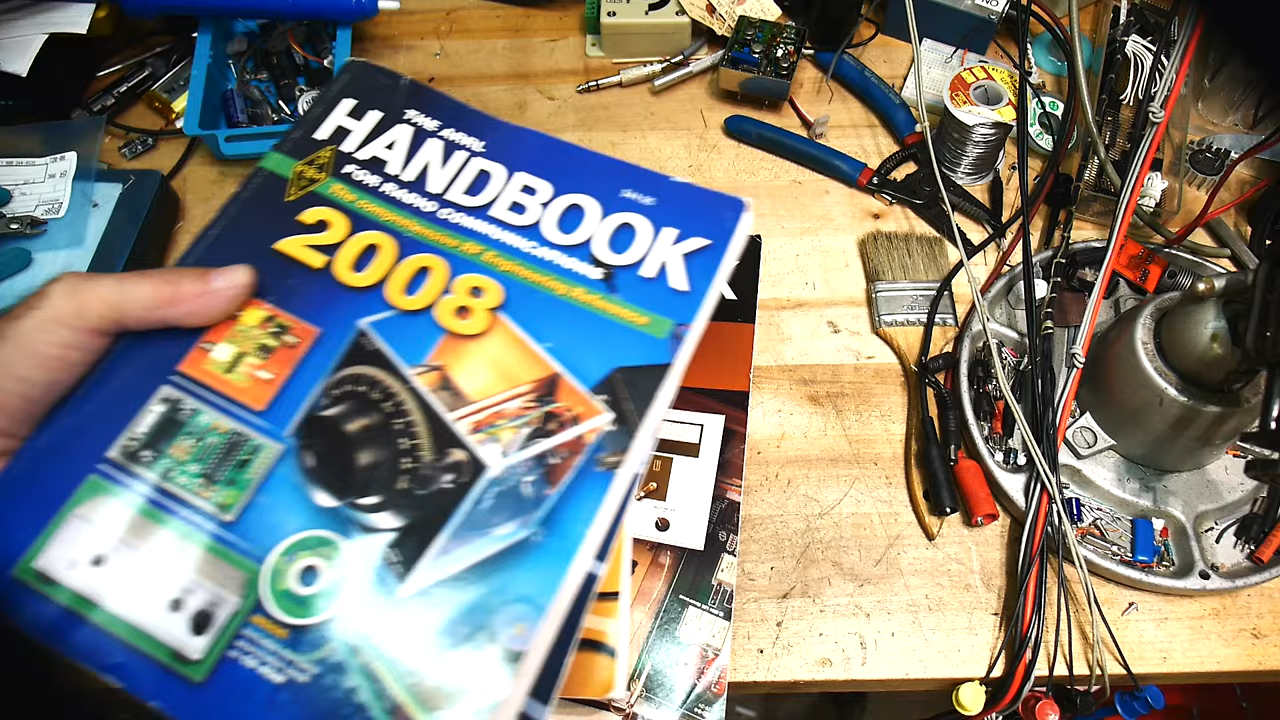 THE ARRL
HANDBOOK
FOR RADIO COMMUNICATIONS
The Comprehensive RF Engineering Reference
2008